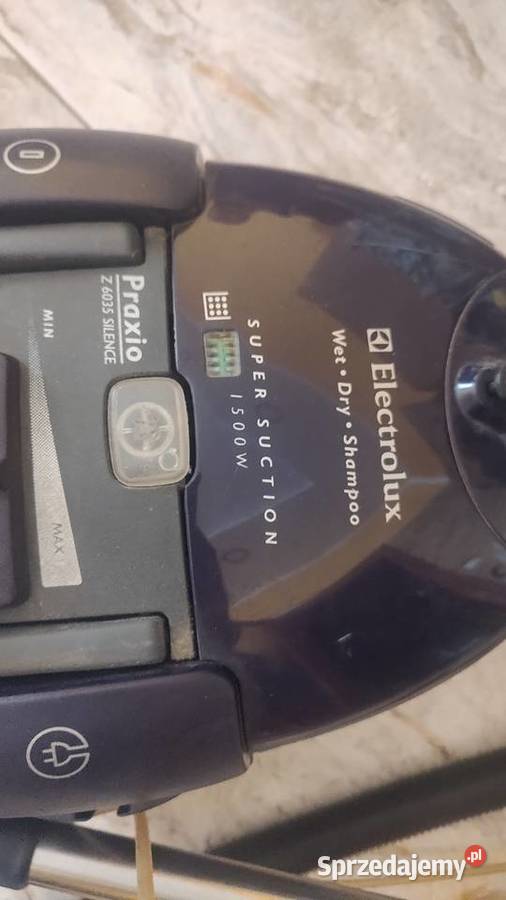 Electrolux
Wet • Dry • Shampoo
SUPER SUCTION
1500W
Praxio
Z 6035 SILENCE
MIN
MAX
Sprzedajemy.pl